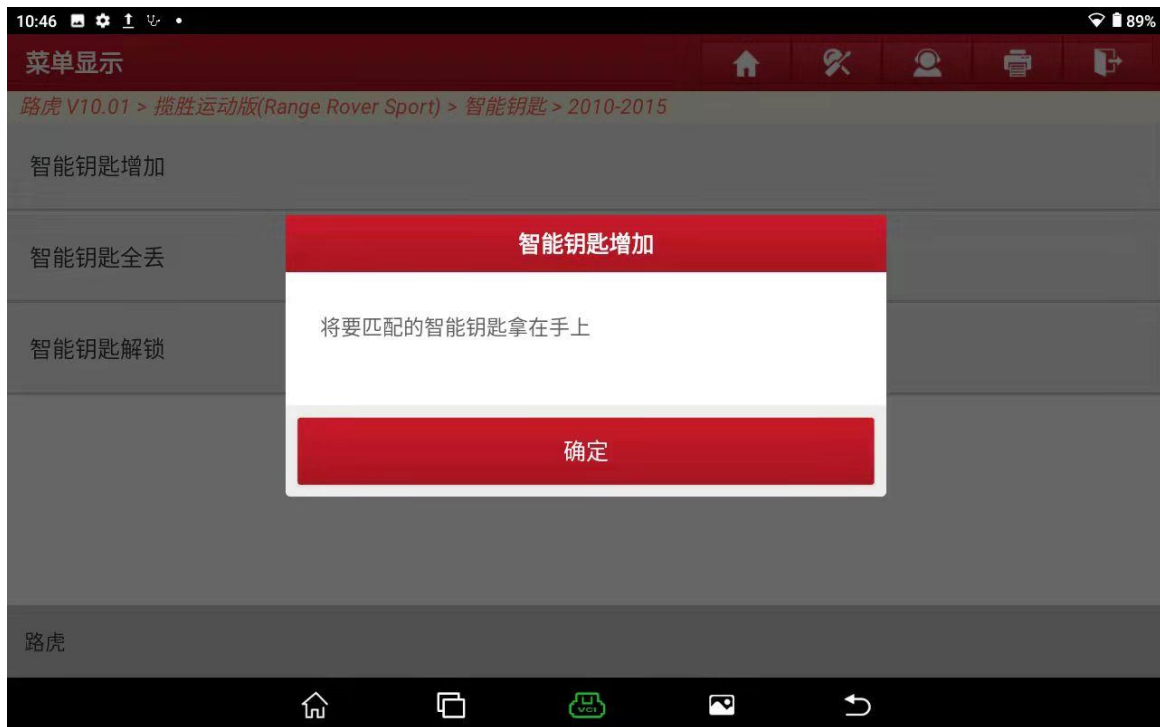 10:46
89%
菜单显示
路虎 V10.01 > 揽胜运动版(Range Rover Sport) > 智能钥匙 > 2010-2015
智能钥匙增加
智能钥匙全丢
智能钥匙解锁
智能钥匙增加
将要匹配的智能钥匙拿在手上
确定
路虎
VCI